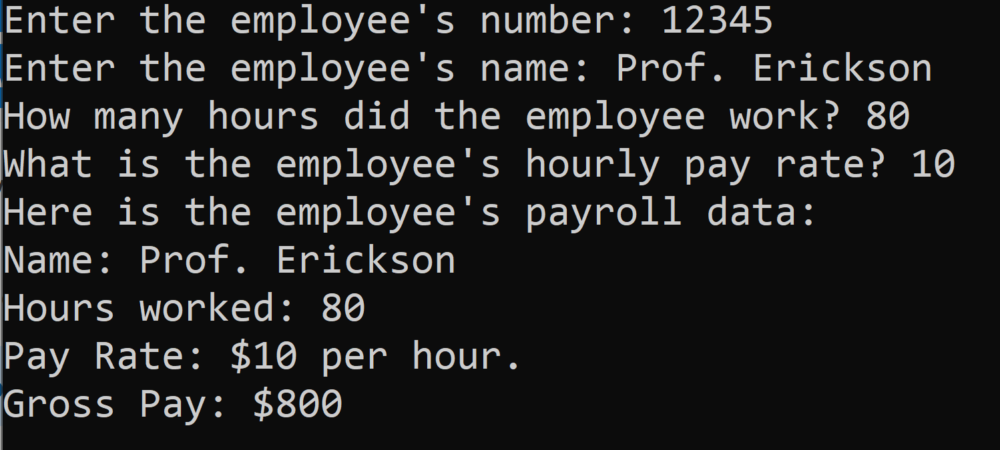 Enter the employee's number: 12345
Enter the employee's name: Prof. Erickson
How many hours did the employee work? 80
What is the employee's hourly pay rate? 10
Here is the employee's payroll data:
Name: Prof. Erickson
Hours worked: 80
Pay Rate: $10 per hour.
Gross Pay: $800